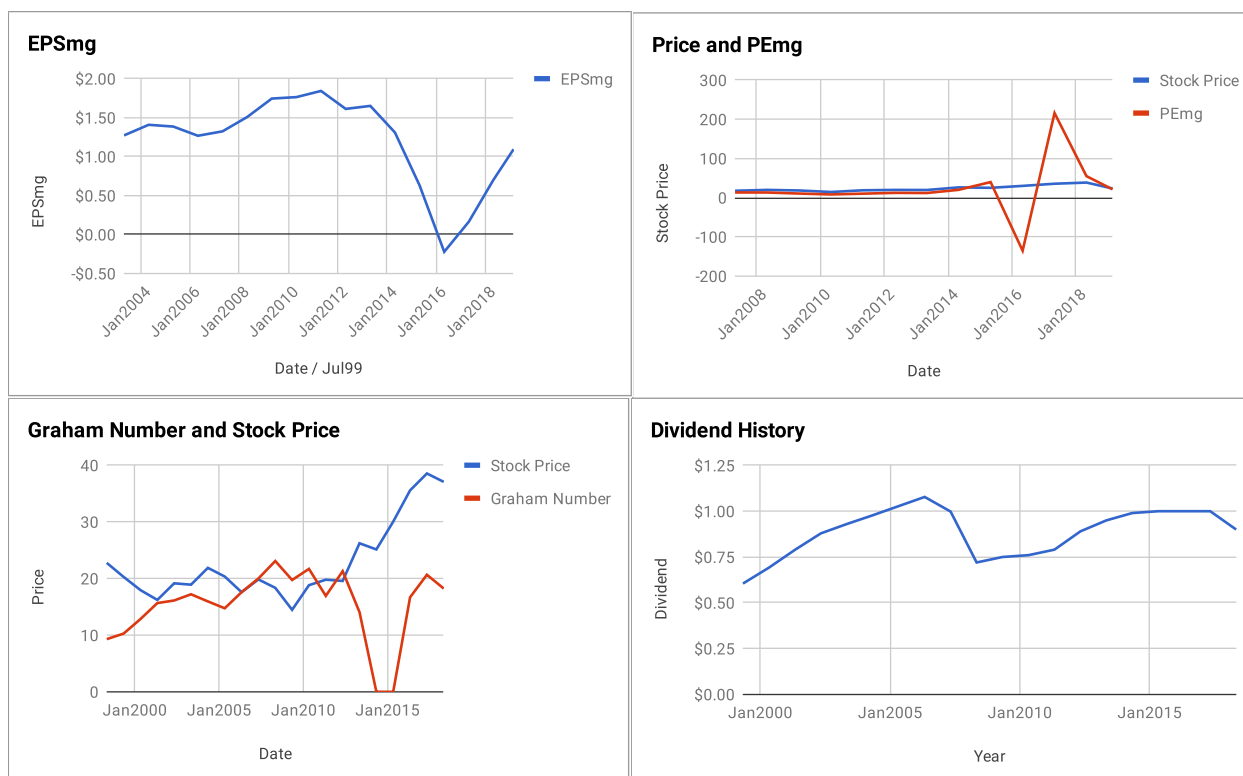 EPSmg
$2.00
$1.50
$1.00
$0.50
$0.00
-$0.50
EPSmg
EPSmg
Jan2004
Jan2006
Jan2008
Jan2010
Jan2012
Jan2014
Jan2016
Jan2018
Date / Jul99
Price and PEmg
300
200
100
0
-100
-200
Stock Price
Stock Price
PEmg
Jan2008
Jan2010
Jan2012
Jan2014
Jan2016
Jan2018
Date
Graham Number and Stock Price
40
30
20
10
0
Price
Stock Price
Graham Number
Jan2000
Jan2005
Jan2010
Jan2015
Date
Dividend History
$1.25
$1.00
$0.75
$0.50
$0.25
$0.00
Dividend
Jan2000
Jan2005
Jan2010
Jan2015
Year